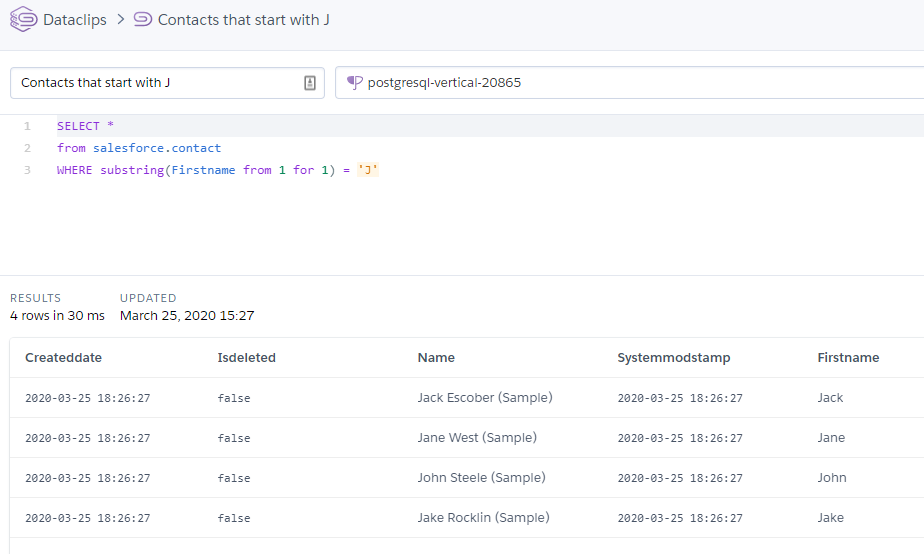 Dataclips > Contacts that start with J
Contacts that start with J postgresql-vertical-20865
1 SELECT *
2 from salesforce.contact
3 WHERE substring(Firstname from 1 for 1) = 'J'
RESULTS UPDATED
4 rows in 30 ms March 25, 2020 15:27
Createddate Isdeleted Name Systemmodstamp Firstname
2020-03-25 18:26:27 false Jack Escober (Sample) 2020-03-25 18:26:27 Jack
2020-03-25 18:26:27 false Jane West (Sample) 2020-03-25 18:26:27 Jane
2020-03-25 18:26:27 false John Steele (Sample) 2020-03-25 18:26:27 John
2020-03-25 18:26:27 false Jake Rocklin (Sample) 2020-03-25 18:26:27 Jake